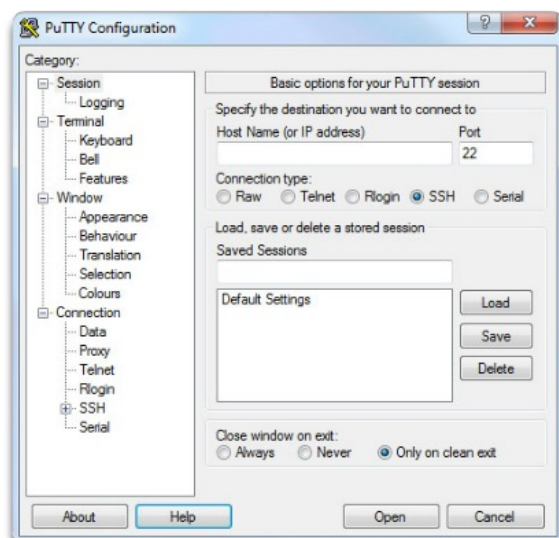 PuTTY Configuration
Category:
Session
Logging
Terminal
Keyboard
Bell
Features
Window
Appearance
Behaviour
Translation
Selection
Colours
Connection
Data
Proxy
Telnet
Rlogin
SSH
Serial
Basic options for your PuTTY session
Specify the destination you want to connect to
Host Name (or IP address) Port
22
Connection type:
Raw Telnet Rlogin SSH Serial
Load, save or delete a stored session
Saved Sessions
Default Settings
Load
Save
Delete
Close window on exit:
Always Never Only on clean exit
About Help Open Cancel